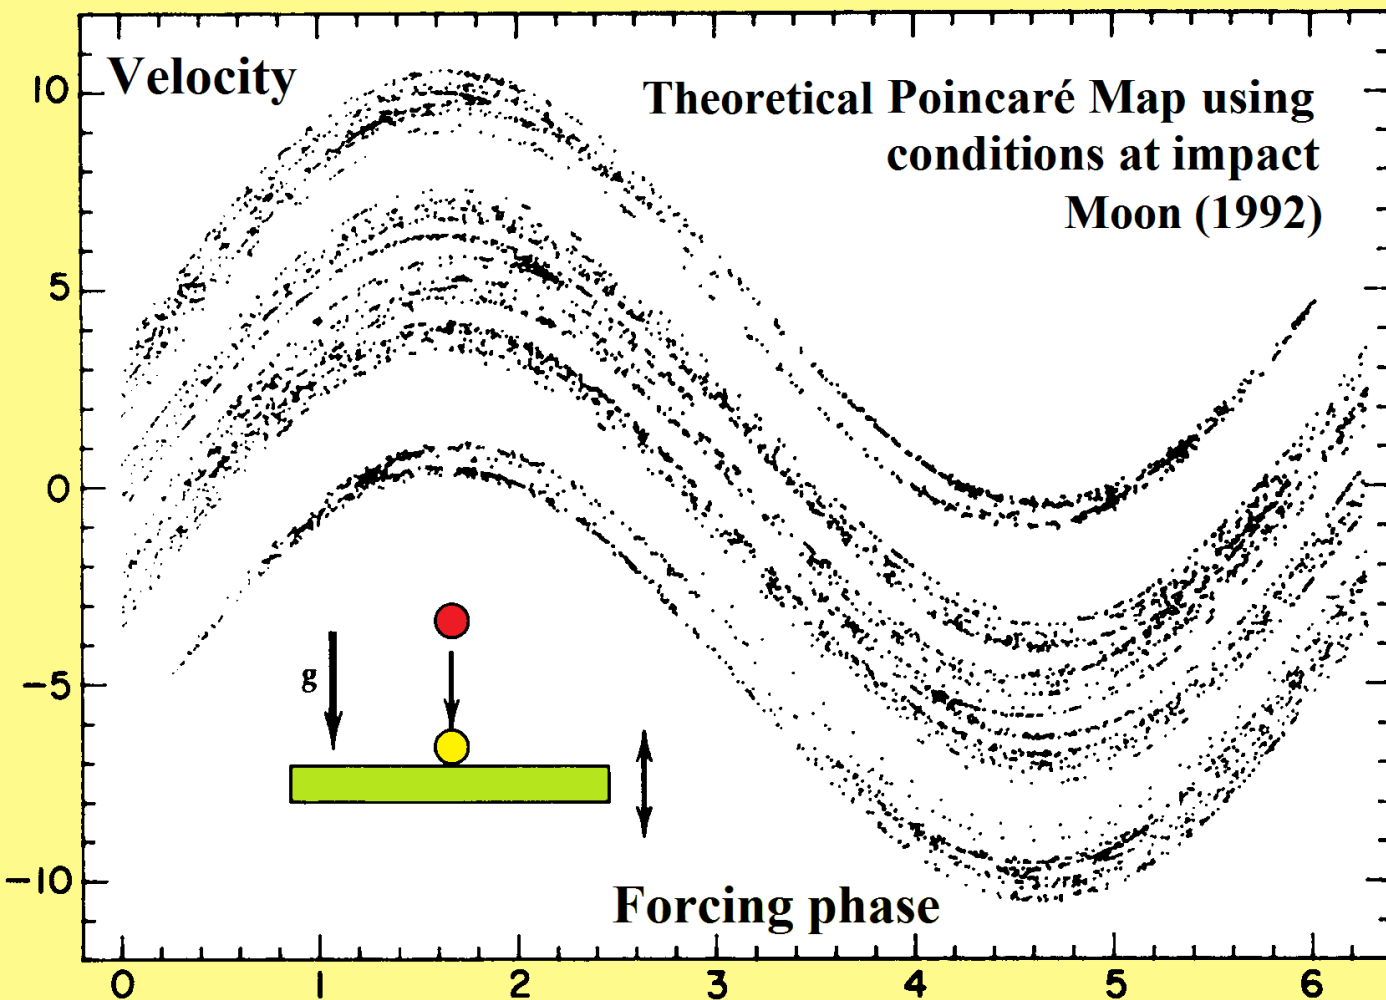 Velocity
Theoretical Poincaré Map using
conditions at impact
Moon (1992)
10
5
0
−5
−10
g
Forcing phase
0 1 2 3 4 5 6